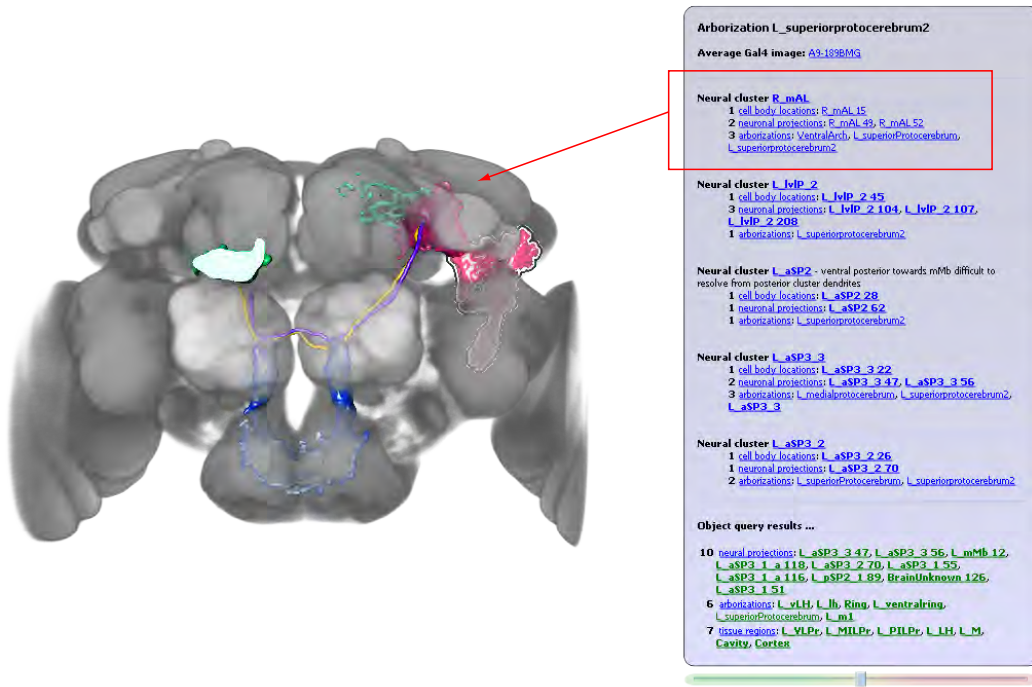 Arborization L_superiorprotocerebrum2
Average Gal4 image: A9-189BMG
Neural cluster R_mAL
1 cell body locations: R_mAL 15
2 neuronal projections: R_mAL 49, R_mAL 52
3 arborizations: VentralArch, L_superiorProtocerebrum,
L_superiorprotocerebrum2
Neural cluster L_lvlP_2
1 cell body locations: L_lvlP_2 45
3 neuronal projections: L_lvlP_2 104, L_lvlP_2 107,
L_lvlP_2 208
1 arborizations: L_superiorprotocerebrum2
Neural cluster L_aSP2 - ventral posterior towards mMb difficult to
resolve from posterior cluster dendrites
1 cell body locations: L_aSP2 28
1 neuronal projections: L_aSP2 62
1 arborizations: L_superiorprotocerebrum2
Neural cluster L_aSP3_3
1 cell body locations: L_aSP3_3 22
2 neuronal projections: L_aSP3_3 47, L_aSP3_3 56
3 arborizations: L_medialprotocerebrum, L_superiorprotocerebrum2,
L_aSP3_3
Neural cluster L_aSP3_2
1 cell body locations: L_aSP3_2 26
1 neuronal projections: L_aSP3_2 70
2 arborizations: L_superiorProtocerebrum, L_superiorprotocerebrum2
Object query results ...
10 neural projections: L_aSP3_3 47, L_aSP3_3 56, L_mMb 12,
L_aSP3_1_a 118, L_aSP3_2 70, L_aSP3_1 55,
L_aSP3_1_a 116, L_pSP2_1 89, BrainUnknown 126,
L_aSP3_1 51
6 arborizations: L_vLH, L_lh, Ring, L_ventralring,
L_superiorProtocerebrum, L_m1
7 tissue regions: L_VLPr, L_MILPr, L_PILPr, L_LH, L_M,
Cavity, Cortex